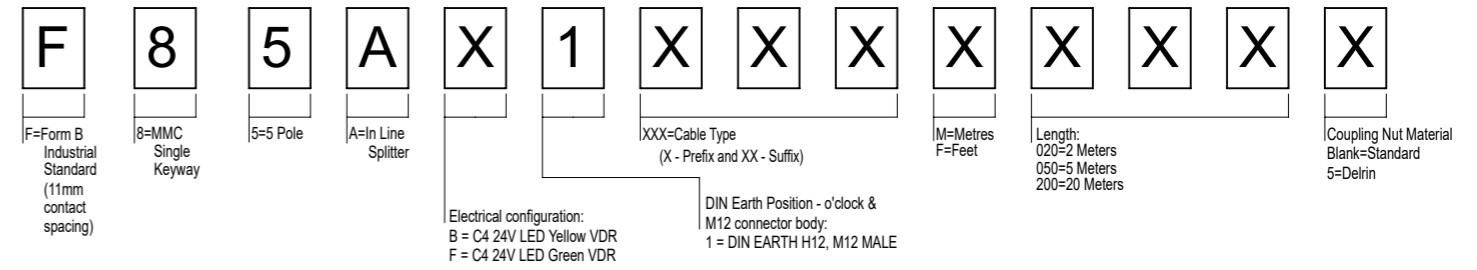 F 8 5 A X 1 X X X X X X X X
F=Form B
Industrial
Standard
(11mm
contact
spacing)
8=MMC
Single
Keyway
5=5 Pole
A=In Line
Splitter
Electrical configuration:
B = C4 24V LED Yellow VDR
F = C4 24V LED Green VDR
DIN Earth Position - o'clock &
M12 connector body:
1 = DIN EARTH H12, M12 MALE
XXX=Cable Type
(X - Prefix and XX - Suffix)
M=Metres
F=Feet
Length:
020=2 Meters
050=5 Meters
200=20 Meters
Coupling Nut Material
Blank=Standard
5=Delrin